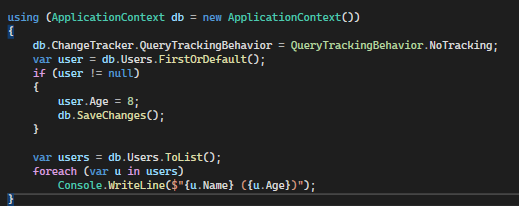 using (ApplicationContext db = new ApplicationContext())
{
    db.ChangeTracker.QueryTrackingBehavior = QueryTrackingBehavior.NoTracking;
    var user = db.Users.FirstOrDefault();
    if (user != null)
    {
        user.Age = 8;
        db.SaveChanges();
    }

    var users = db.Users.ToList();
    foreach (var u in users)
        Console.WriteLine($"{u.Name} ({u.Age})");
}